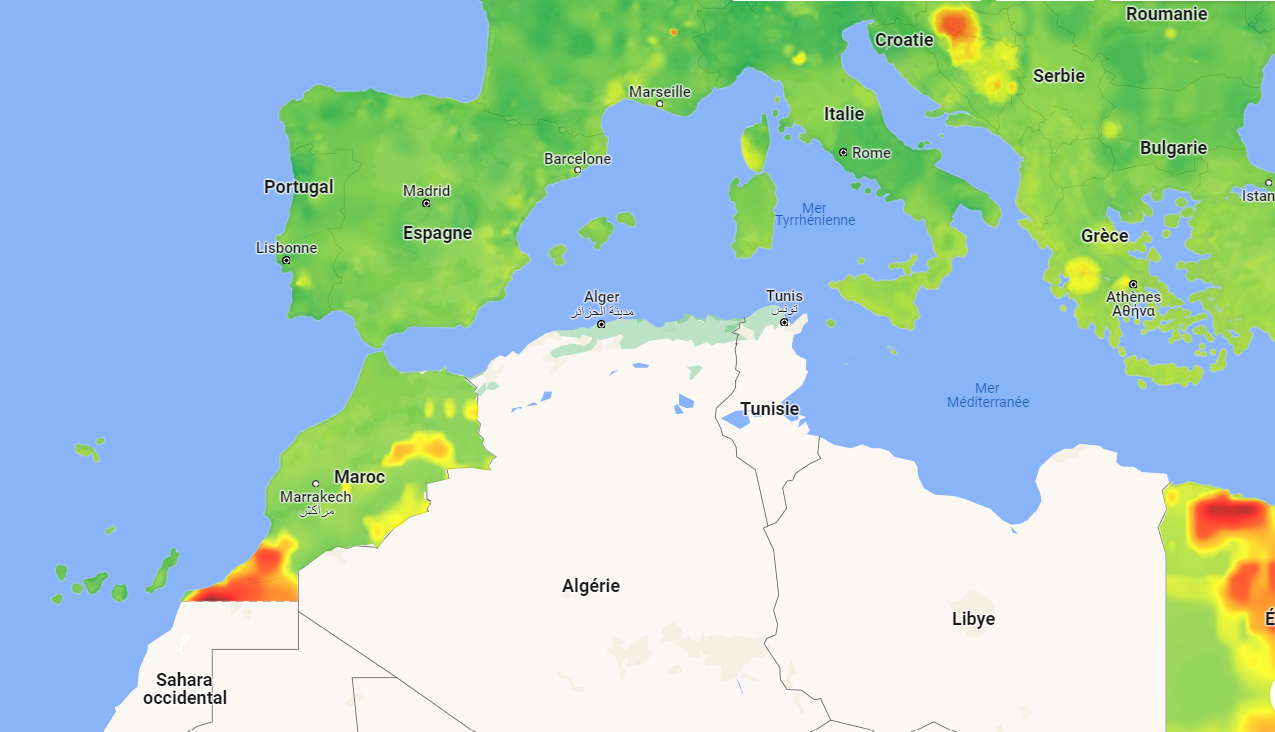 Roumanie
Croatie
Serbie
Marseille
Italie
Bulgarie
Rome
Barcelone
Portugal
Madrid
Istan
Mer
Tyrrhénienne
Espagne
Grèce
Lisbonne
Alger
مدينة الجزائر
Tunis
تونس
Athènes
Αθήνα
Mer
Méditerranée
Tunisie
Maroc
Marrakech
مراكش
Algérie
Libye
É
Sahara
occidental